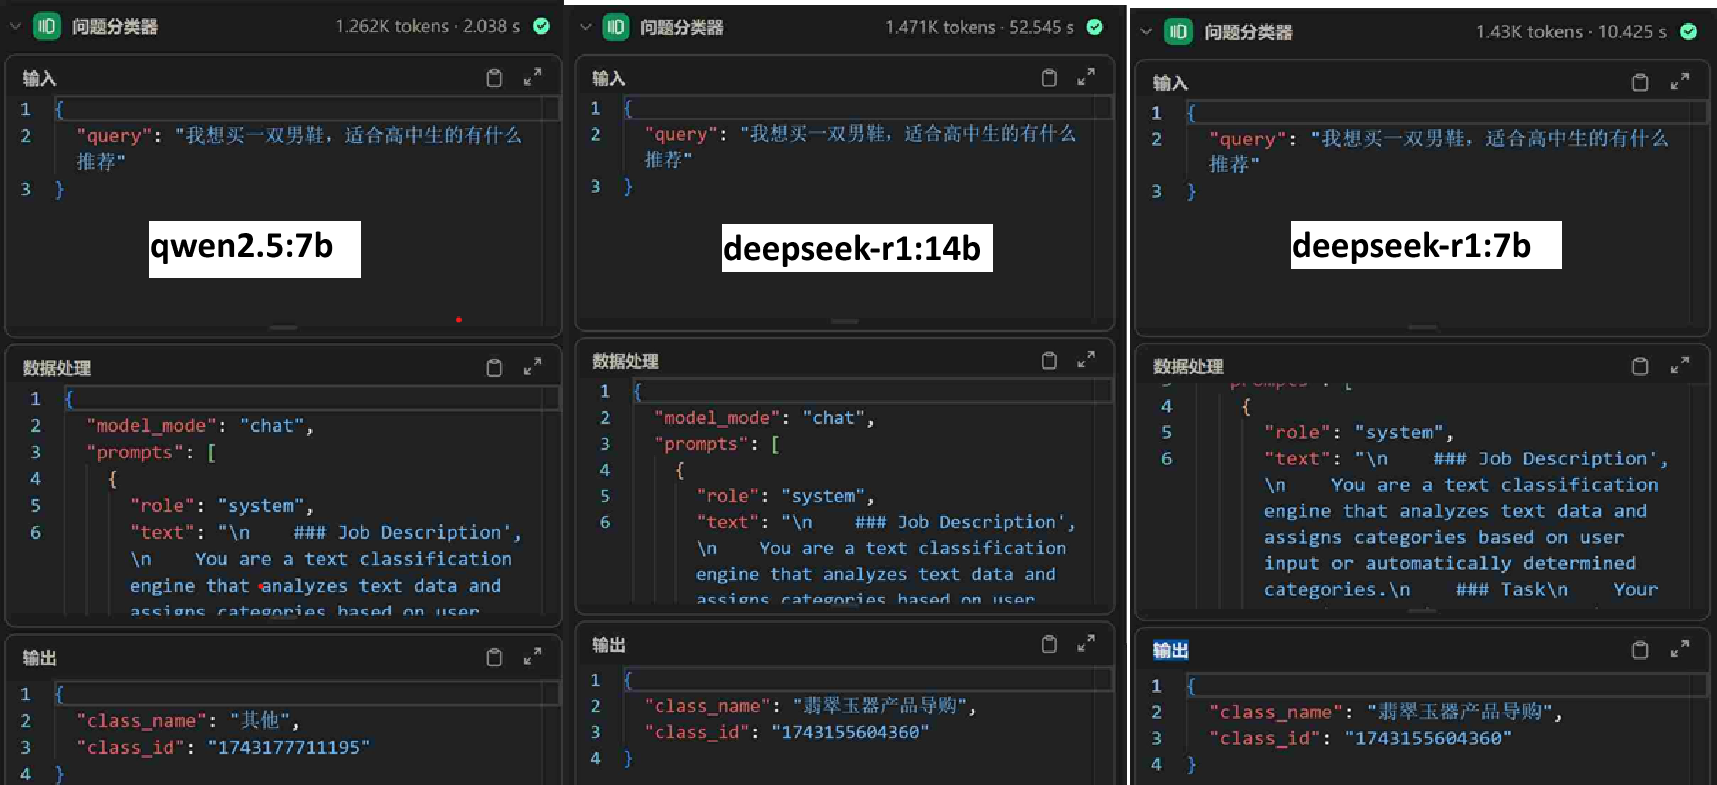 问题分类器 1.262K tokens · 2.038 s
输入
1 {
2 "query": "我想买一双男鞋，适合高中生的有什么
推荐"
3 }
qwen2.5:7b
数据处理
1 {
2 "model_mode": "chat",
3 "prompts": [
4 {
5 "role": "system",
6 "text": "\n ### Job Description',
\n You are a text classification
engine that analyzes text data and
assigns categories based on user
输出
1 {
2 "class_name": "其他",
3 "class_id": "1743177711195"
4 }
问题分类器 1.471K tokens · 52.545 s
输入
1 {
2 "query": "我想买一双男鞋，适合高中生的有什么
推荐"
3 }
deepseek-r1:14b
数据处理
1 {
2 "model_mode": "chat",
3 "prompts": [
4 {
5 "role": "system",
6 "text": "\n ### Job Description',
\n You are a text classification
engine that analyzes text data and
assigns categories based on user
输出
1 {
2 "class_name": "翡翠玉器产品导购",
3 "class_id": "1743155604360"
4 }
问题分类器 1.43K tokens · 10.425 s
输入
1 {
2 "query": "我想买一双男鞋，适合高中生的有什么
推荐"
3 }
deepseek-r1:7b
数据处理
3 "prompts": [
4 {
5 "role": "system",
6 "text": "\n ### Job Description',
\n You are a text classification
engine that analyzes text data and
assigns categories based on user
input or automatically determined
categories.\n ### Task\n Your
输出
1 {
2 "class_name": "翡翠玉器产品导购",
3 "class_id": "1743155604360"
4 }